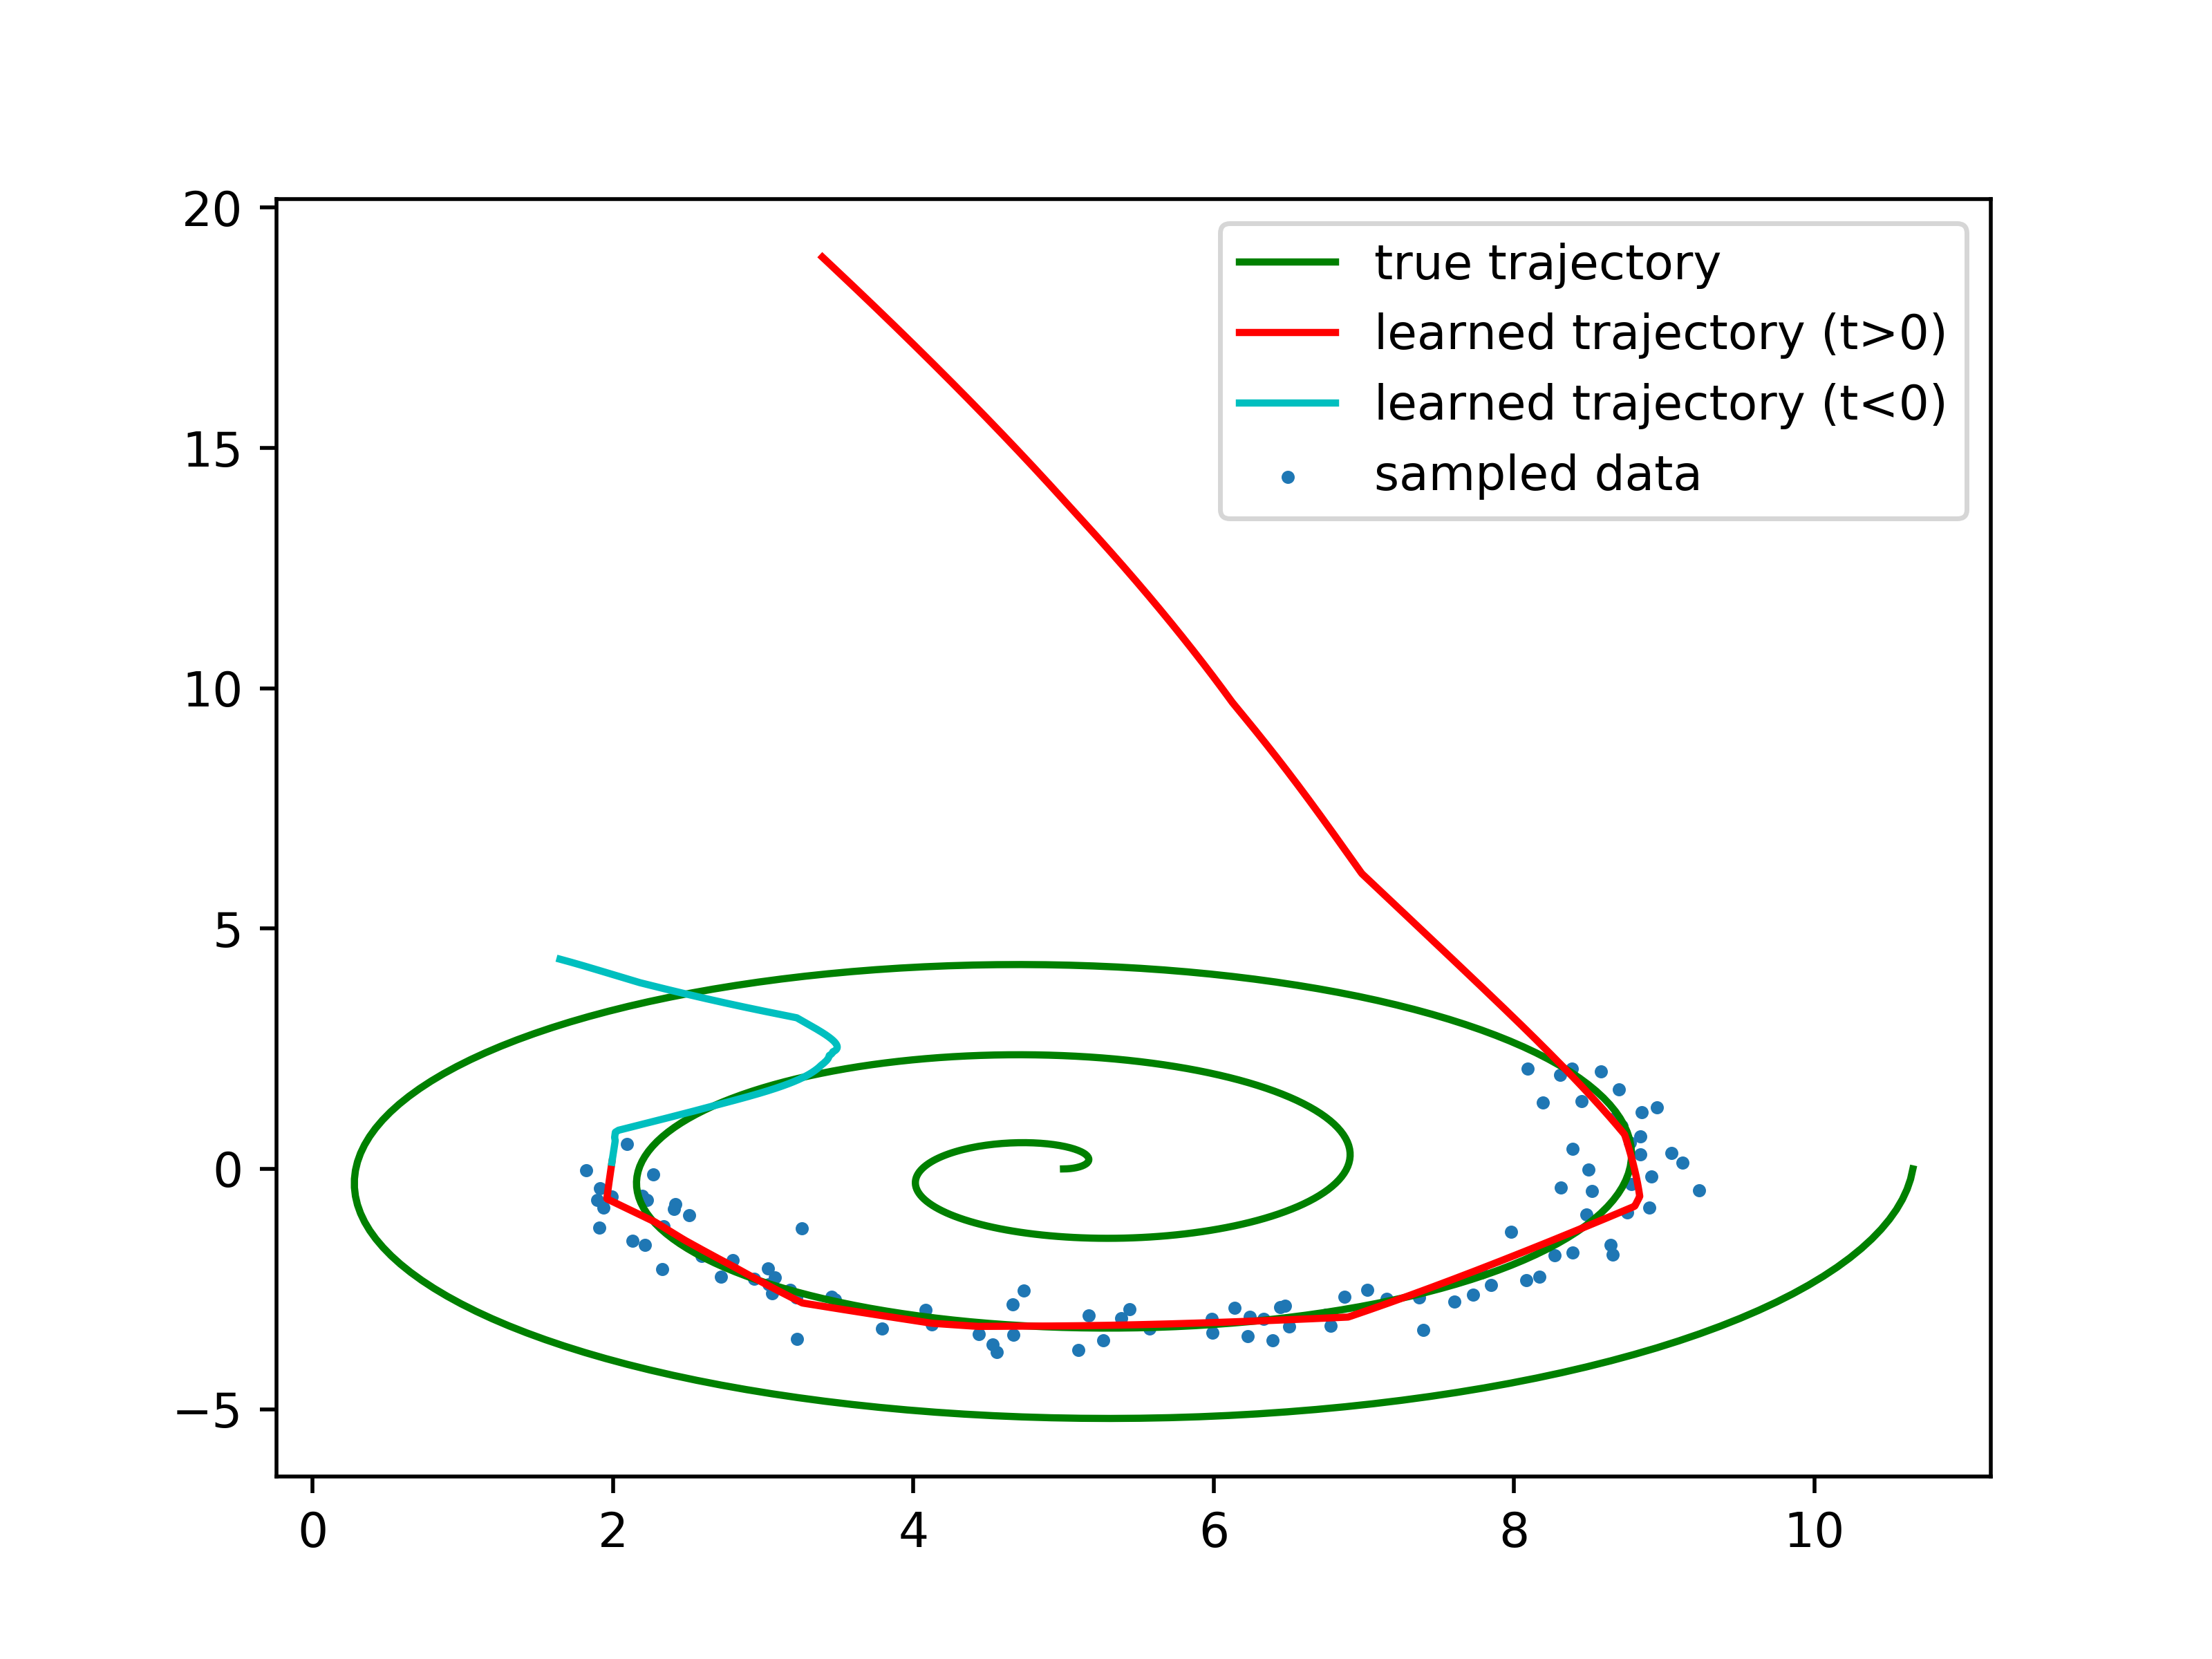 20
15
10
5
0
−5
0 2 4 6 8 10
true trajectory
learned trajectory (t>0)
learned trajectory (t<0)
sampled data